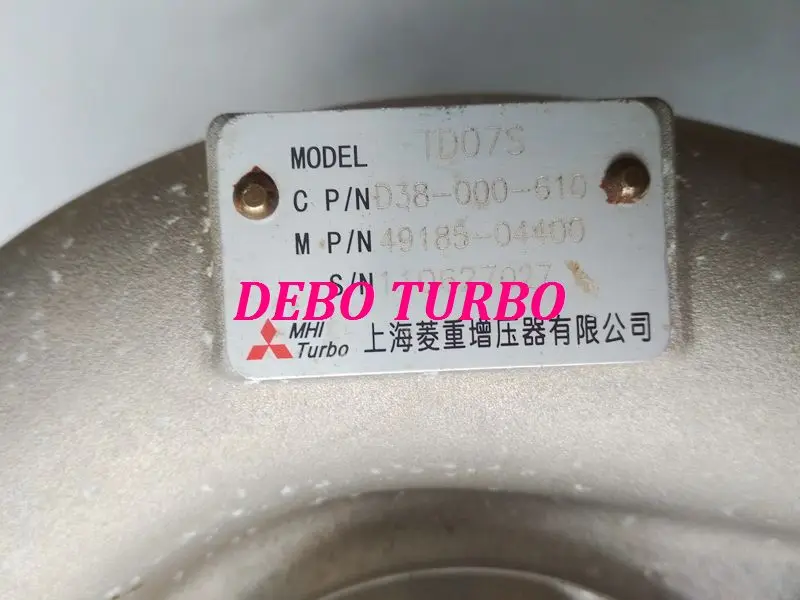 MODEL TD07S
C P/N D38-000-610
M P/N 49185-04400
S/N
DEBO TURBO
MHI
Turbo 上海菱重增压器有限公司